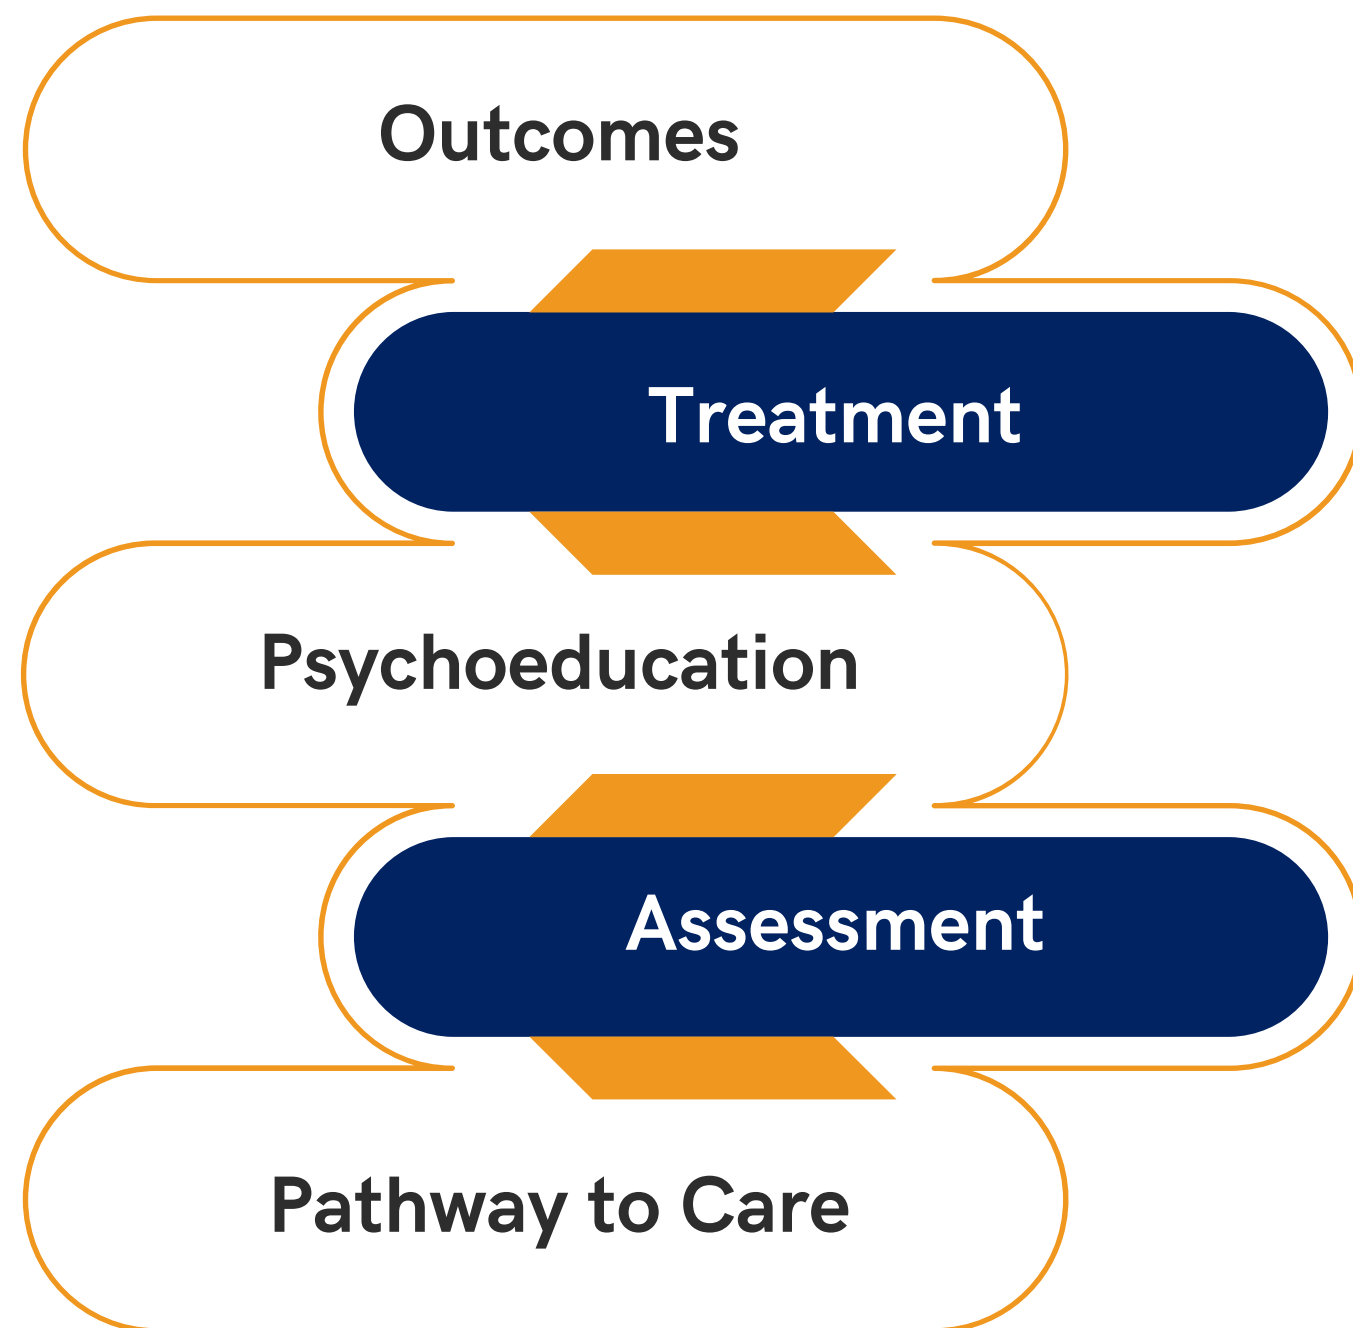 Outcomes
Treatment
Psychoeducation
Assessment
Pathway to Care